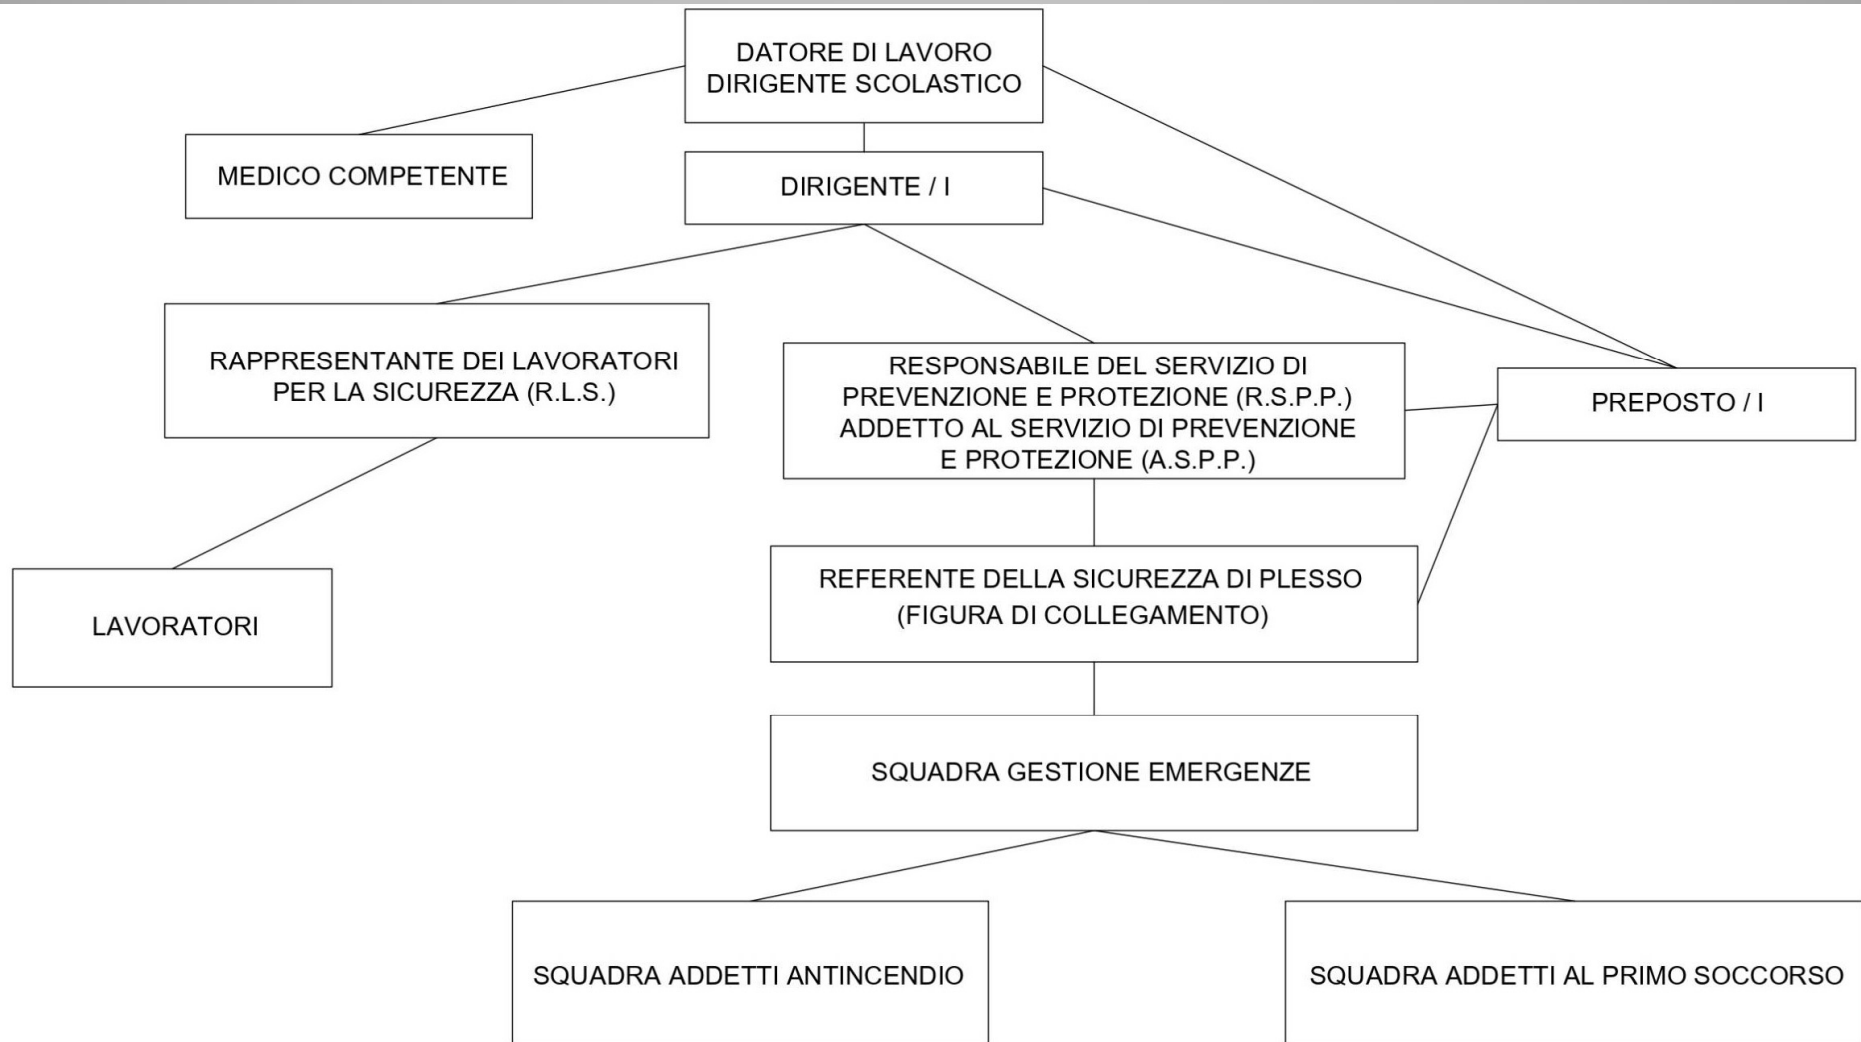 DATORE DI LAVORO
DIRIGENTE SCOLASTICO
MEDICO COMPETENTE
DIRIGENTE / I
RAPPRESENTANTE DEI LAVORATORI
PER LA SICUREZZA (R.L.S.)
RESPONSABILE DEL SERVIZIO DI
PREVENZIONE E PROTEZIONE (R.S.P.P.)
ADDETTO AL SERVIZIO DI PREVENZIONE
E PROTEZIONE (A.S.P.P.)
PREPOSTO / I
REFERENTE DELLA SICUREZZA DI PLESSO
(FIGURA DI COLLEGAMENTO)
LAVORATORI
SQUADRA GESTIONE EMERGENZE
SQUADRA ADDETTI ANTINCENDIO
SQUADRA ADDETTI AL PRIMO SOCCORSO